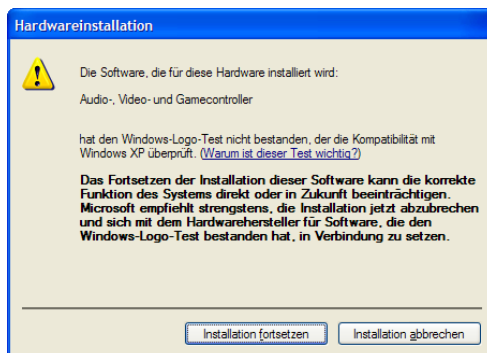 Hardwareinstallation
Die Software, die für diese Hardware installiert wird:
Audio-, Video- und Gamecontroller
hat den Windows-Logo-Test nicht bestanden, der die Kompatibilität mit
Windows XP überprüft. (Warum ist dieser Test wichtig?)
Das Fortsetzen der Installation dieser Software kann die korrekte
Funktion des Systems direkt oder in Zukunft beeinträchtigen.
Microsoft empfiehlt strengstens, die Installation jetzt abzubrechen
und sich mit dem Hardwarehersteller für Software, die den
Windows-Logo-Test bestanden hat, in Verbindung zu setzen.
Installation fortsetzen Installation abbrechen